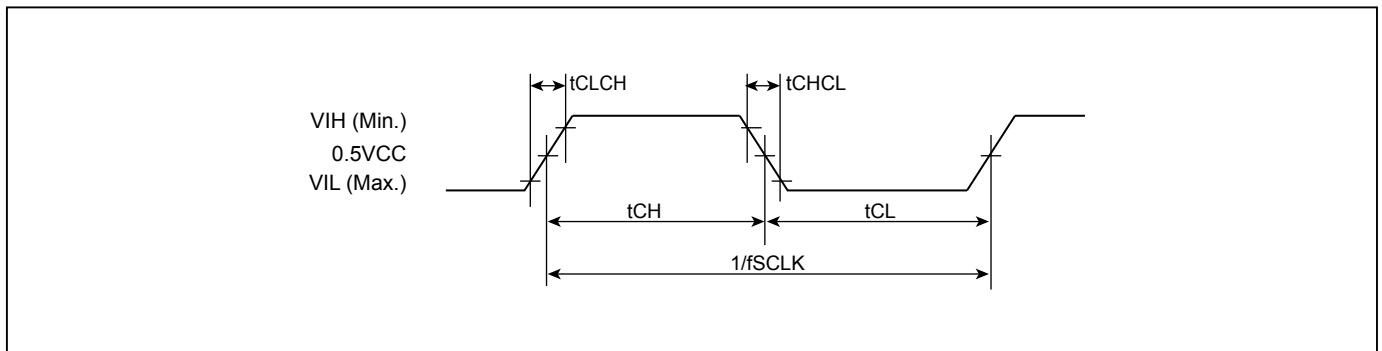 tCLCH
tCHCL
VIH (Min.)
0.5VCC
VIL (Max.)
tCH
tCL
1/fSCLK